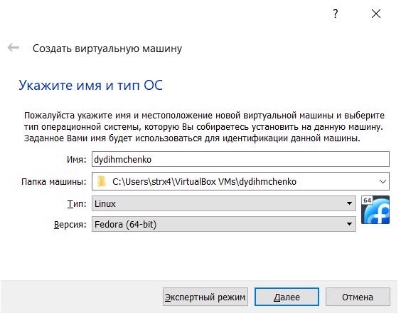 ?
Создать виртуальную машину
Укажите имя и тип ОС
Пожалуйста укажите имя и местоположение новой виртуальной машины и выберите
тип операционной системы, которую Вы собираетесь установить на данную машину.
Заданное Вами имя будет использоваться для идентификации данной машины.
Имя: dydihmchenko
Папка машины: C:\Users\strx4\VirtualBox VMs\dydihmchenko
Тип: Linux
64
Версия: Fedora (64-bit)
Экспертный режим Далее Отмена